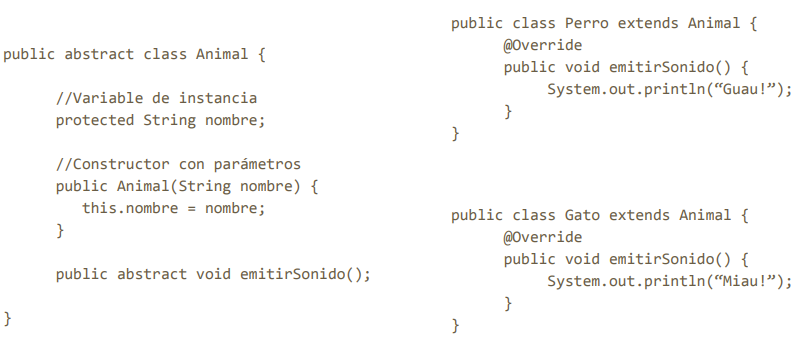 public abstract class Animal {
//Variable de instancia
protected String nombre;
//Constructor con parámetros
public Animal(String nombre) {
this.nombre = nombre;
}
public abstract void emitirSonido();
}
public class Perro extends Animal {
@Override
public void emitirSonido() {
System.out.println(“Guau!”);
}
}
public class Gato extends Animal {
@Override
public void emitirSonido() {
System.out.println(“Miau!”);
}
}